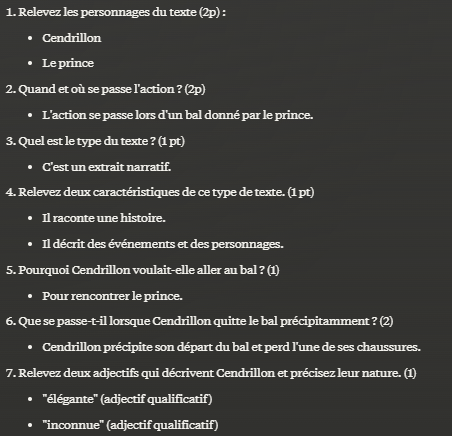 1. Relevez les personnages du texte (2p) :
• Cendrillon
• Le prince
2. Quand et où se passe l'action ? (2p)
• L'action se passe lors d'un bal donné par le prince.
3. Quel est le type du texte ? (1 pt)
• C'est un extrait narratif.
4. Relevez deux caractéristiques de ce type de texte. (1 pt)
• Il raconte une histoire.
• Il décrit des événements et des personnages.
5. Pourquoi Cendrillon voulait-elle aller au bal ? (1)
• Pour rencontrer le prince.
6. Que se passe-t-il lorsque Cendrillon quitte le bal précipitamment ? (2)
• Cendrillon précipite son départ du bal et perd l'une de ses chaussures.
7. Relevez deux adjectifs qui décrivent Cendrillon et précisez leur nature. (1)
• "élégante" (adjectif qualificatif)
• "inconnue" (adjectif qualificatif)